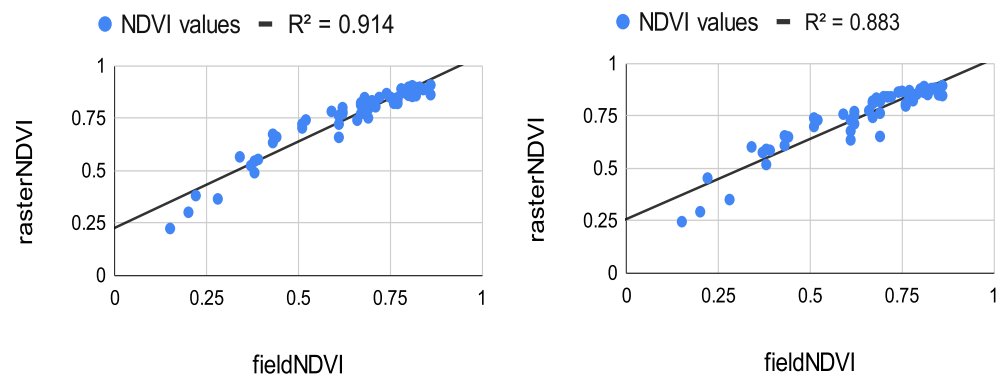 NDVI values R² = 0.914
1
0.75
0.5
0.25
0
0 0.25 0.5 0.75 1
rasterNDVI
fieldNDVI
NDVI values R² = 0.883
1
0.75
0.5
0.25
0
0 0.25 0.5 0.75 1
rasterNDVI
fieldNDVI